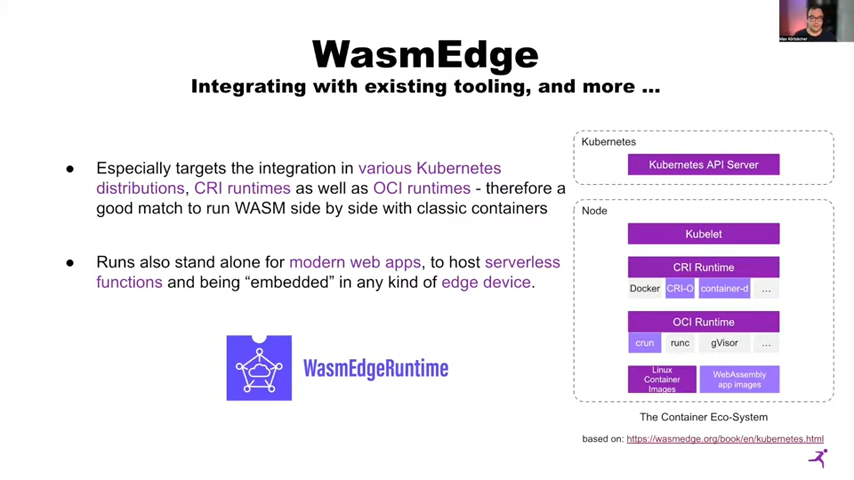 WasmEdge
Integrating with existing tooling, and more ...
● Especially targets the integration in various Kubernetes
distributions, CRI runtimes as well as OCI runtimes - therefore a
good match to run WASM side by side with classic containers
● Runs also stand alone for modern web apps, to host serverless
functions and being “embedded” in any kind of edge device.
WasmEdgeRuntime
Kubernetes
Kubernetes API Server
Node
Kubelet
CRI Runtime
Docker CRI-O container-d ...
OCI Runtime
crun runc gVisor ...
Linux
Container
Images
WebAssembly
app images
The Container Eco-System
based on: https://wasmedge.org/book/en/kubernetes.html